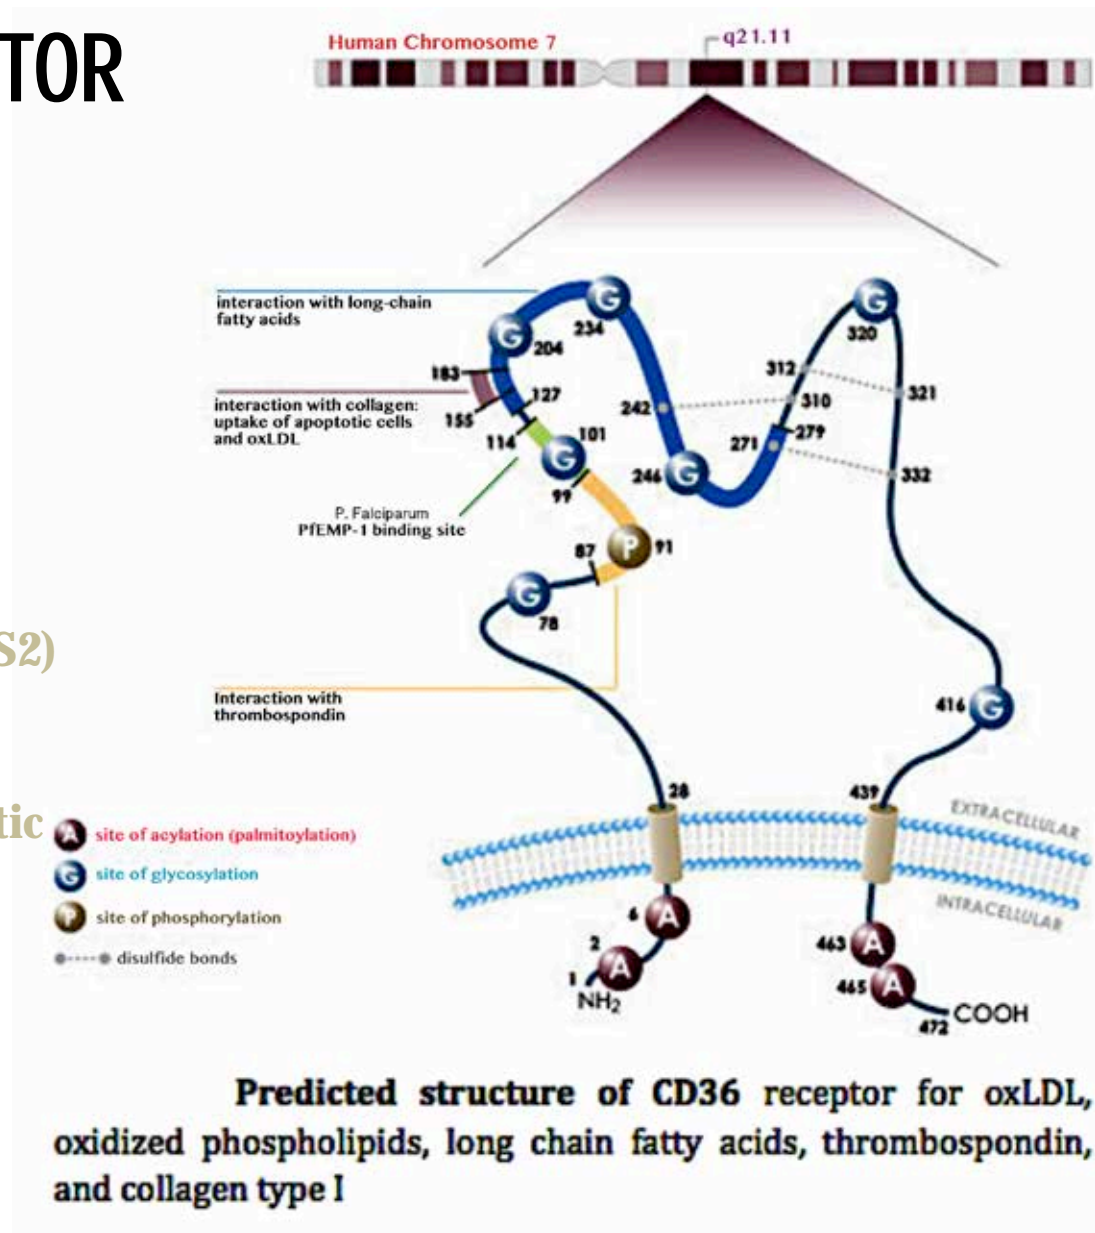 TOR
Human Chromosome 7
q21.11
interaction with long-chain
fatty acids
G
234
G
204
G
320
183
312
127
242
310
321
interaction with collagen:
uptake of apoptotic cells
and oxLDL
155
114
101
279
271
G
246
G
332
99
P. Falciparum
PfEMP-1 binding site
87
P
91
G
78
S2)
Interaction with
thrombospondin
416
G
28
439
EXTRACELLULAR
tic
A
site of acylation (palmitoylation)
G
site of glycosylation
P
site of phosphorylation
INTRACELLULAR
6
A
2
A
463
A
disulfide bonds
1
NH2
465
A
472
COOH
Predicted structure of CD36 receptor for oxLDL,
oxidized phospholipids, long chain fatty acids, thrombospondin,
and collagen type I